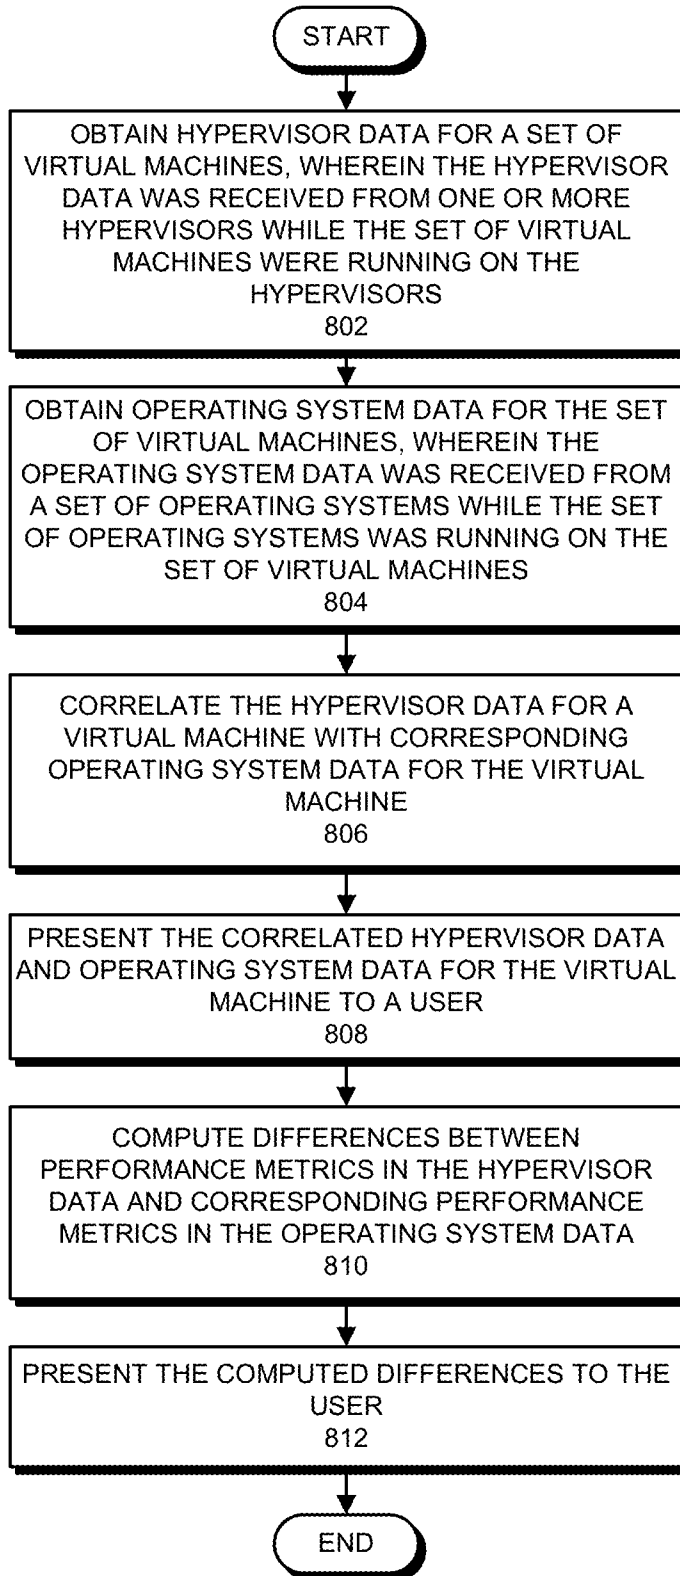 START
OBTAIN HYPERVISOR DATA FOR A SET OF
VIRTUAL MACHINES, WHEREIN THE HYPERVISOR
DATA WAS RECEIVED FROM ONE OR MORE
HYPERVISORS WHILE THE SET OF VIRTUAL
MACHINES WERE RUNNING ON THE
HYPERVISORS
802
OBTAIN OPERATING SYSTEM DATA FOR THE SET
OF VIRTUAL MACHINES, WHEREIN THE
OPERATING SYSTEM DATA WAS RECEIVED FROM
A SET OF OPERATING SYSTEMS WHILE THE SET
OF OPERATING SYSTEMS WAS RUNNING ON THE
SET OF VIRTUAL MACHINES
804
CORRELATE THE HYPERVISOR DATA FOR A
VIRTUAL MACHINE WITH CORRESPONDING
OPERATING SYSTEM DATA FOR THE VIRTUAL
MACHINE
806
PRESENT THE CORRELATED HYPERVISOR DATA
AND OPERATING SYSTEM DATA FOR THE VIRTUAL
MACHINE TO A USER
808
COMPUTE DIFFERENCES BETWEEN
PERFORMANCE METRICS IN THE HYPERVISOR
DATA AND CORRESPONDING PERFORMANCE
METRICS IN THE OPERATING SYSTEM DATA
810
PRESENT THE COMPUTED DIFFERENCES TO THE
USER
812
END